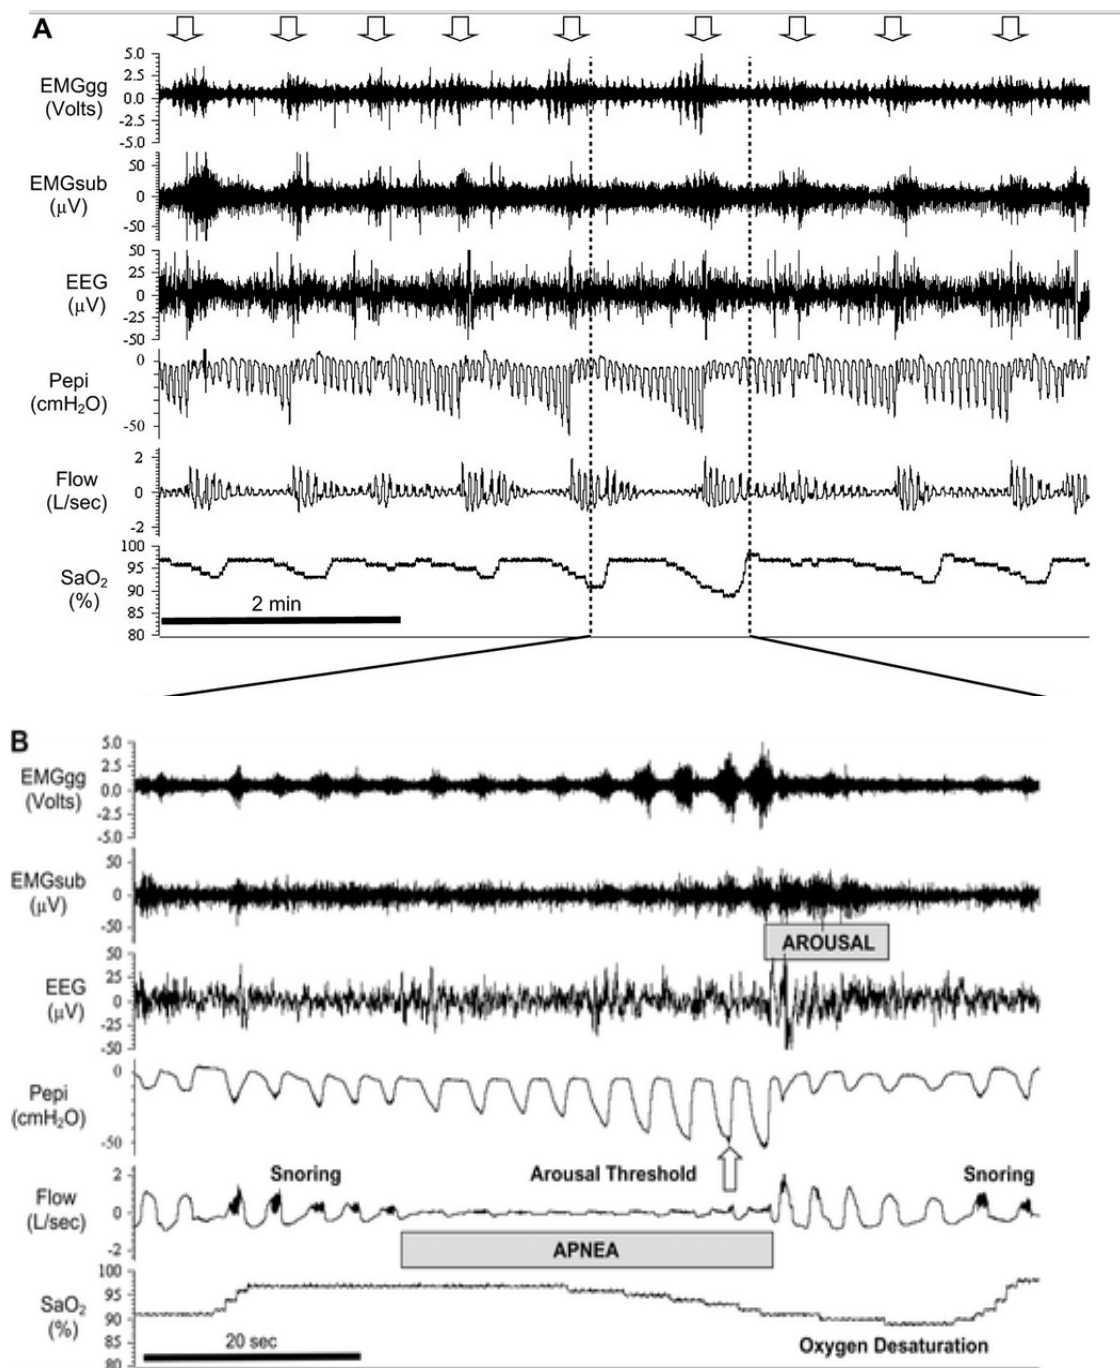 A
EMGgg
(Volts)
5.0
2.5
0.0
-2.5
-5.0
EMGsub
(µV)
50
0
-50
EEG
(µV)
50
25
0
-25
-50
Pepi
(cmH₂O)
0
-50
Flow
(L/sec)
2
0
-2
SaO₂
(%)
100
95
90
85
80
2 min
B
EMGgg
(Volts)
5.0
2.5
0.0
-2.5
-5.0
EMGsub
(µV)
50
0
-50
AROUSAL
EEG
(µV)
50
25
0
-25
-50
Pepi
(cmH₂O)
0
-50
Snoring
Arousal Threshold
Snoring
Flow
(L/sec)
2
0
-2
APNEA
SaO₂
(%)
100
95
90
85
80
20 sec
Oxygen Desaturation